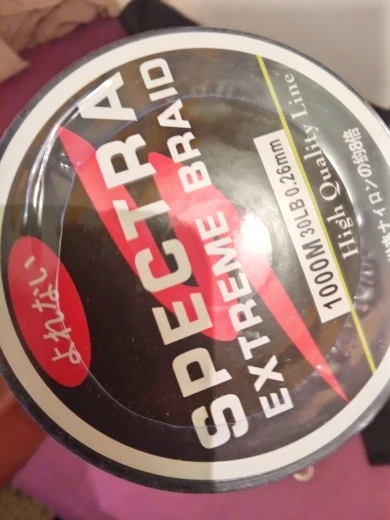 よれない
SPECTRA
EXTREME BRAID
1000M 30LB 0.26mm
High Quality Line
ナイロンの約8倍